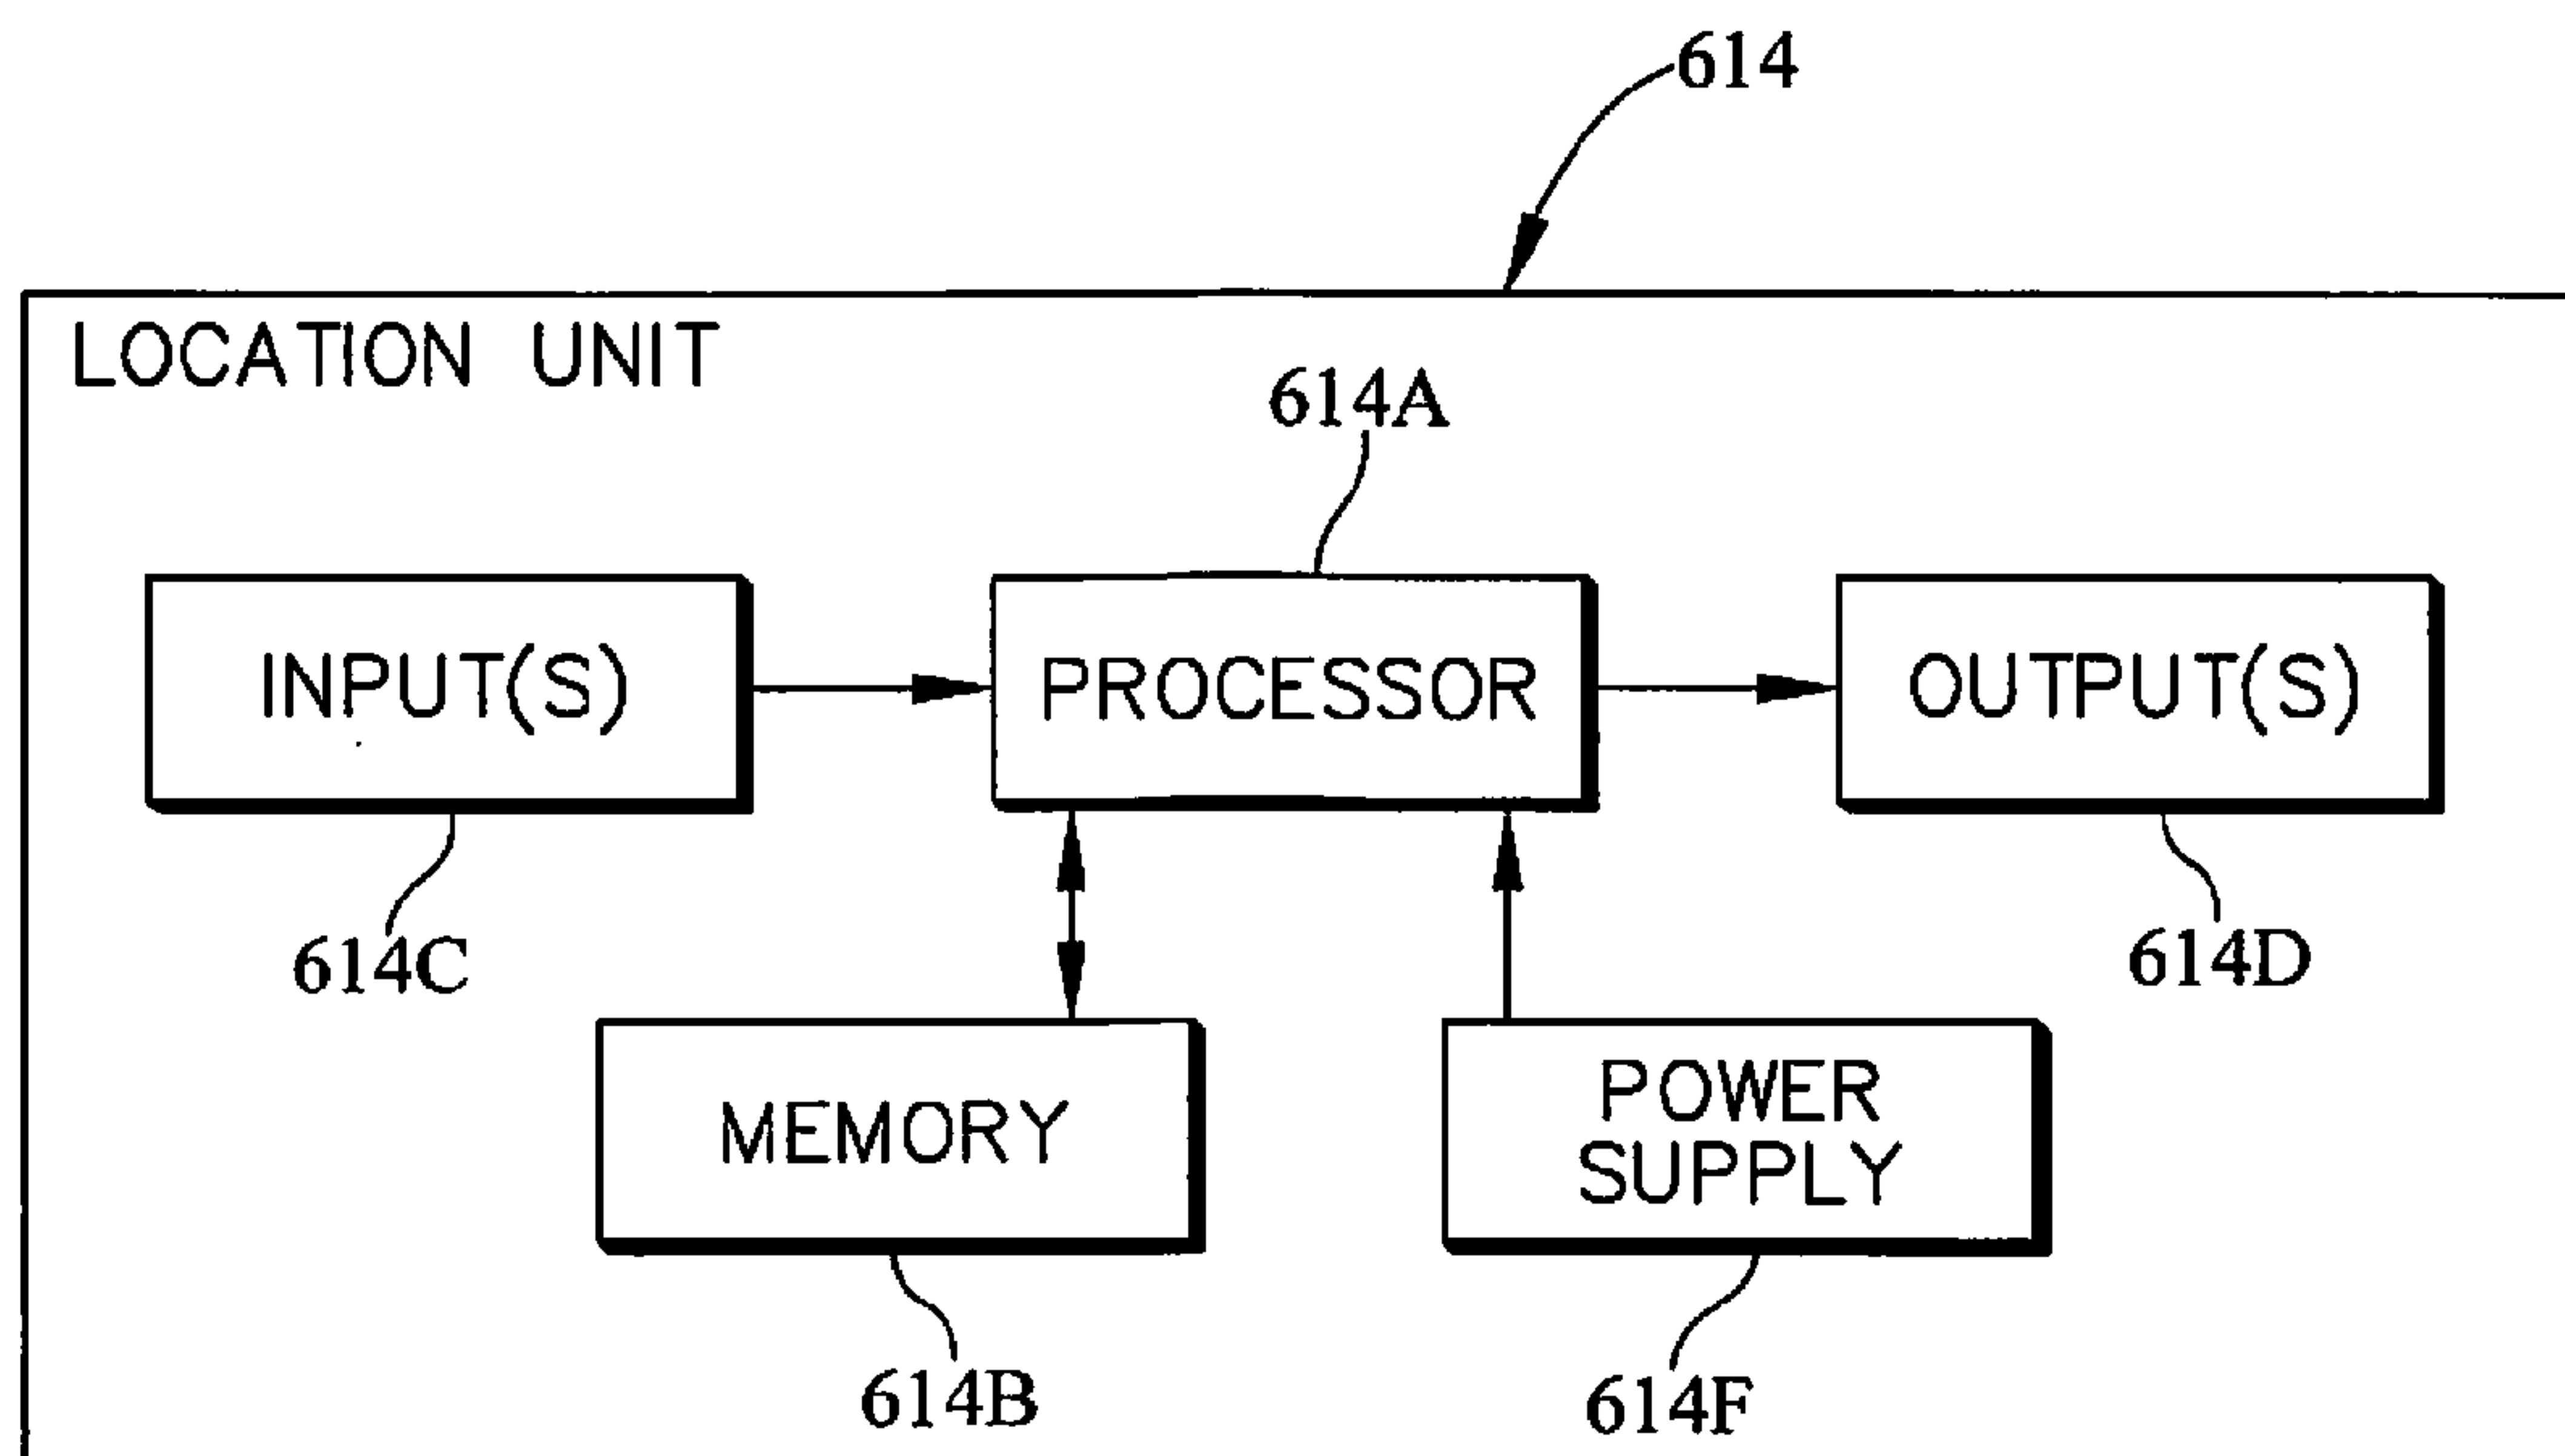 614
LOCATION UNIT
614A
INPUT(S)
PROCESSOR
OUTPUT(S)
614C
614D
MEMORY
POWER
SUPPLY
614B
614F